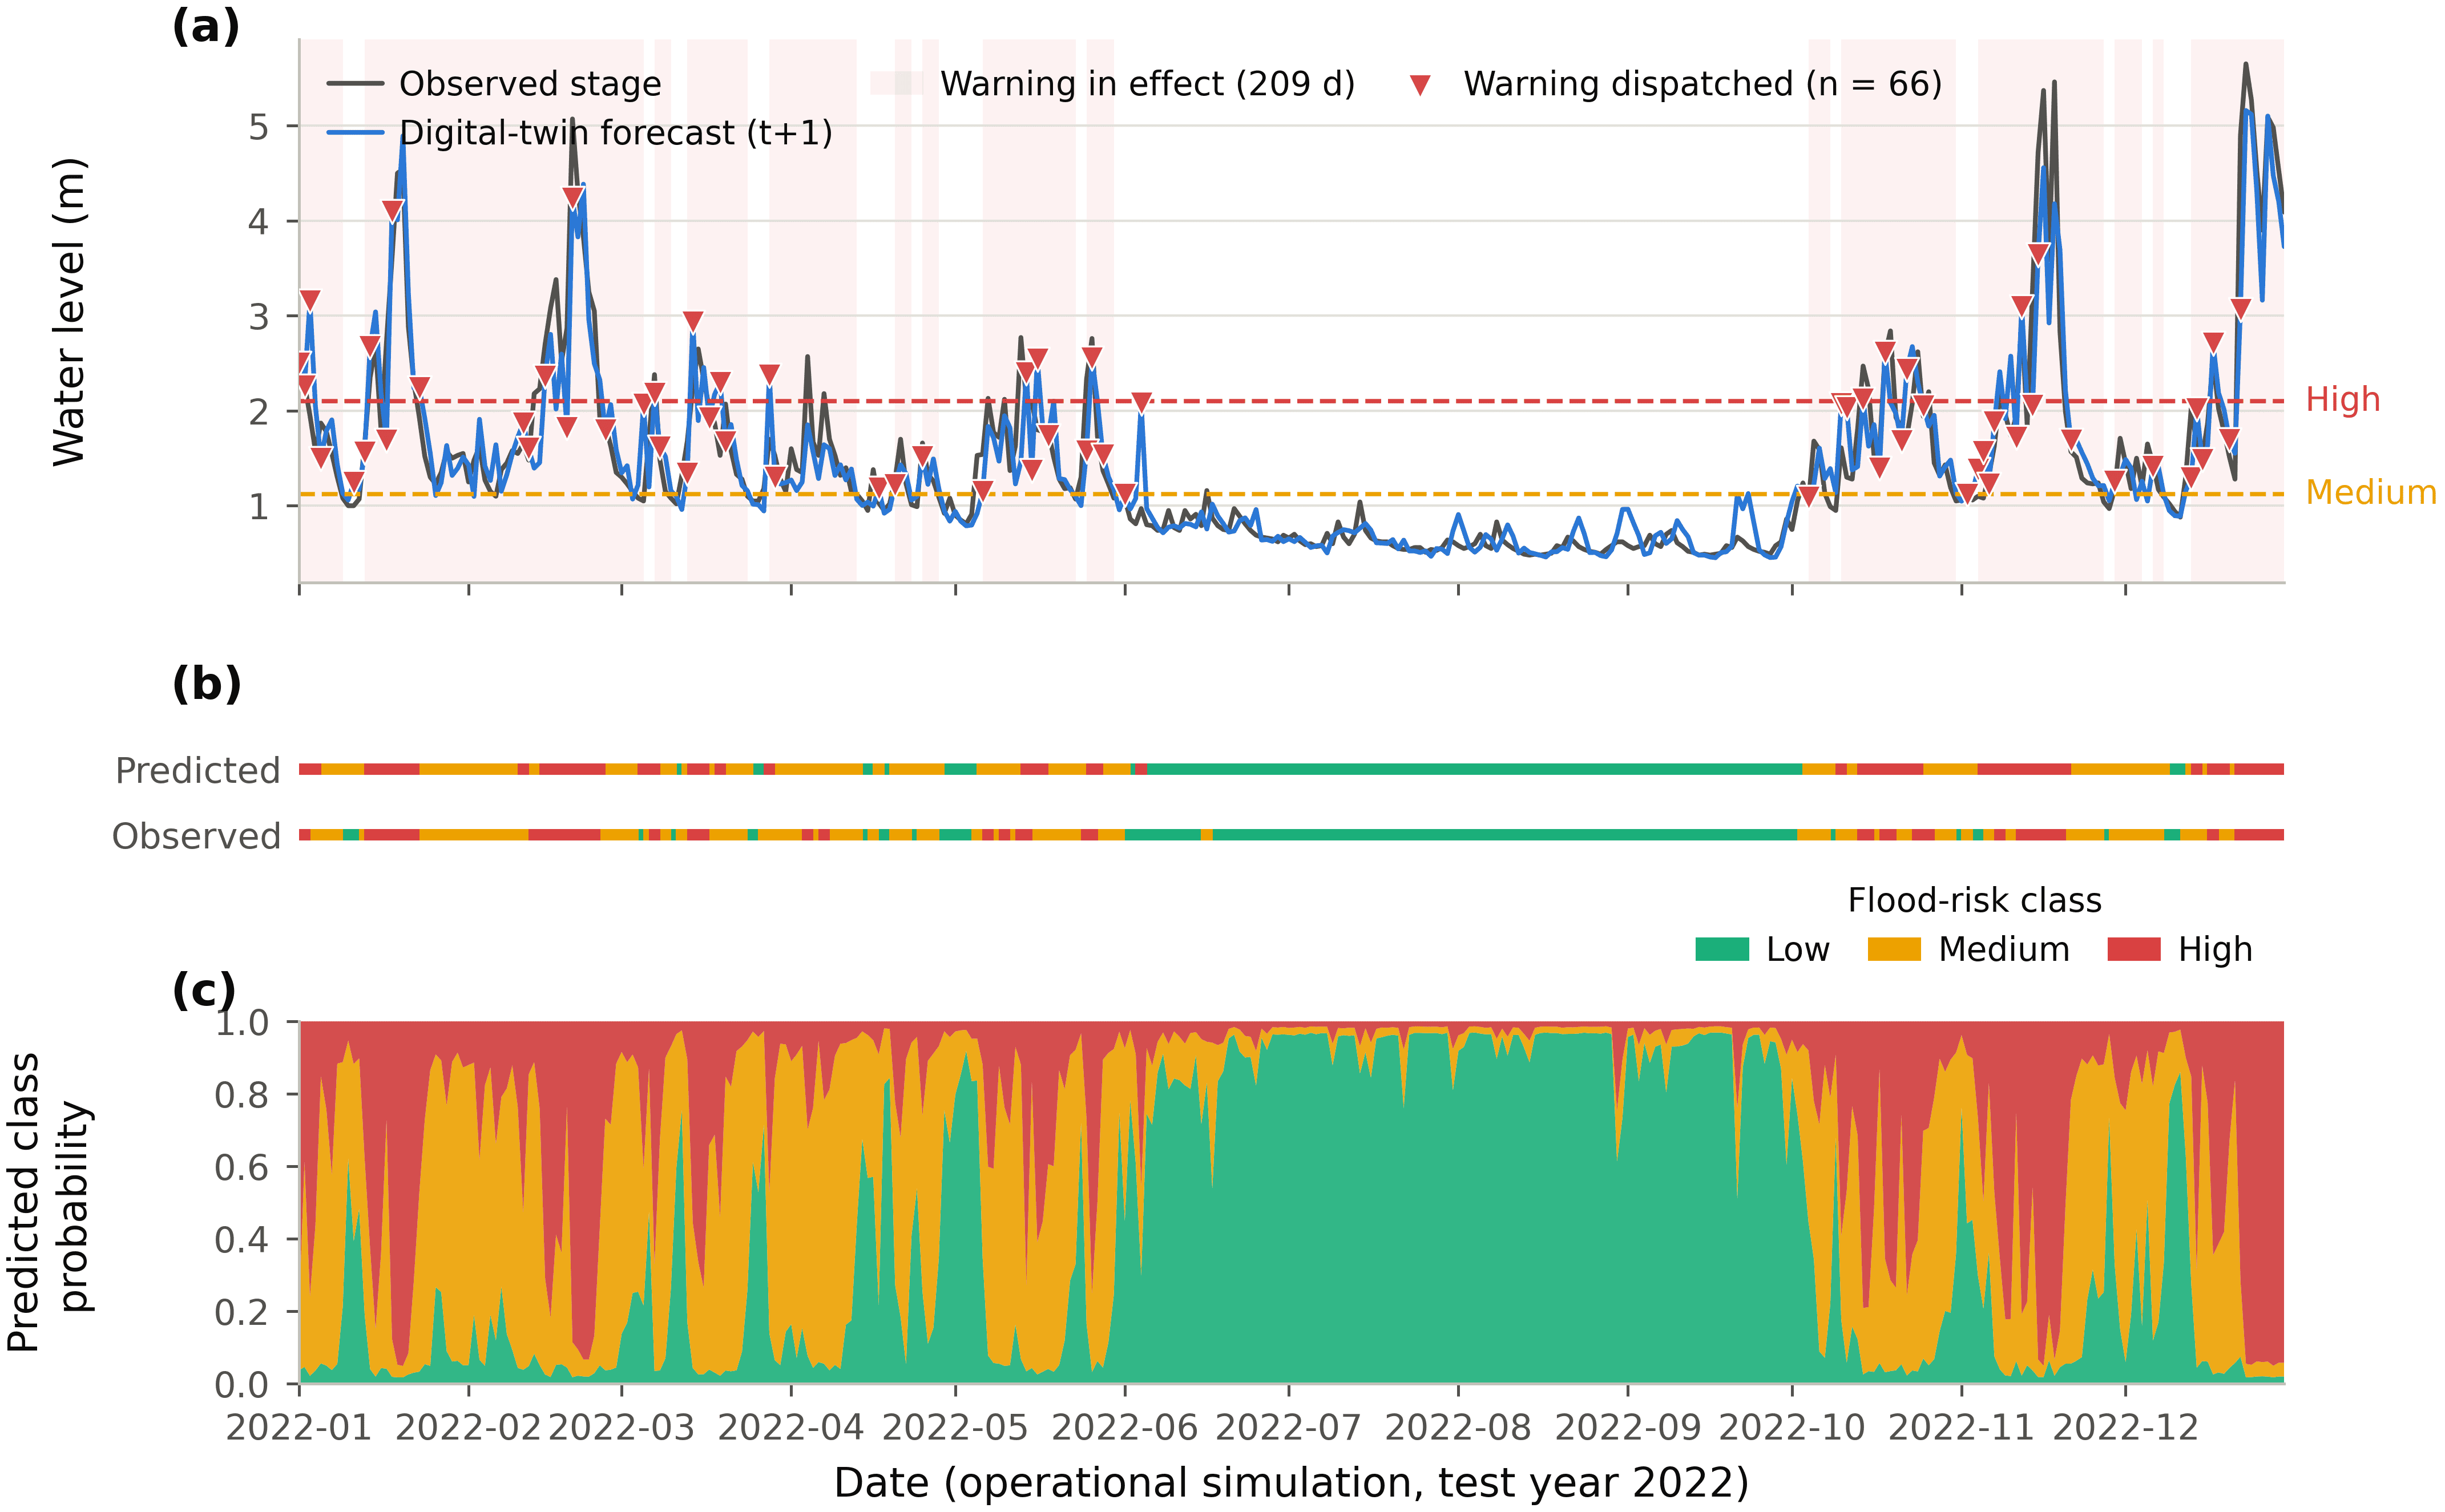 (a)
Observed stage
Digital-twin forecast (t+1)
Warning in effect (209 d)
Warning dispatched (n = 66)
Water level (m)
5
4
3
2
1
High
Medium
(b)
Predicted
Observed
Flood-risk class
Low Medium High
(c)
Predicted class
probability
1.0
0.8
0.6
0.4
0.2
0.0
2022-01 2022-02 2022-03 2022-04 2022-05 2022-06 2022-07 2022-08 2022-09 2022-10 2022-11 2022-12
Date (operational simulation, test year 2022)